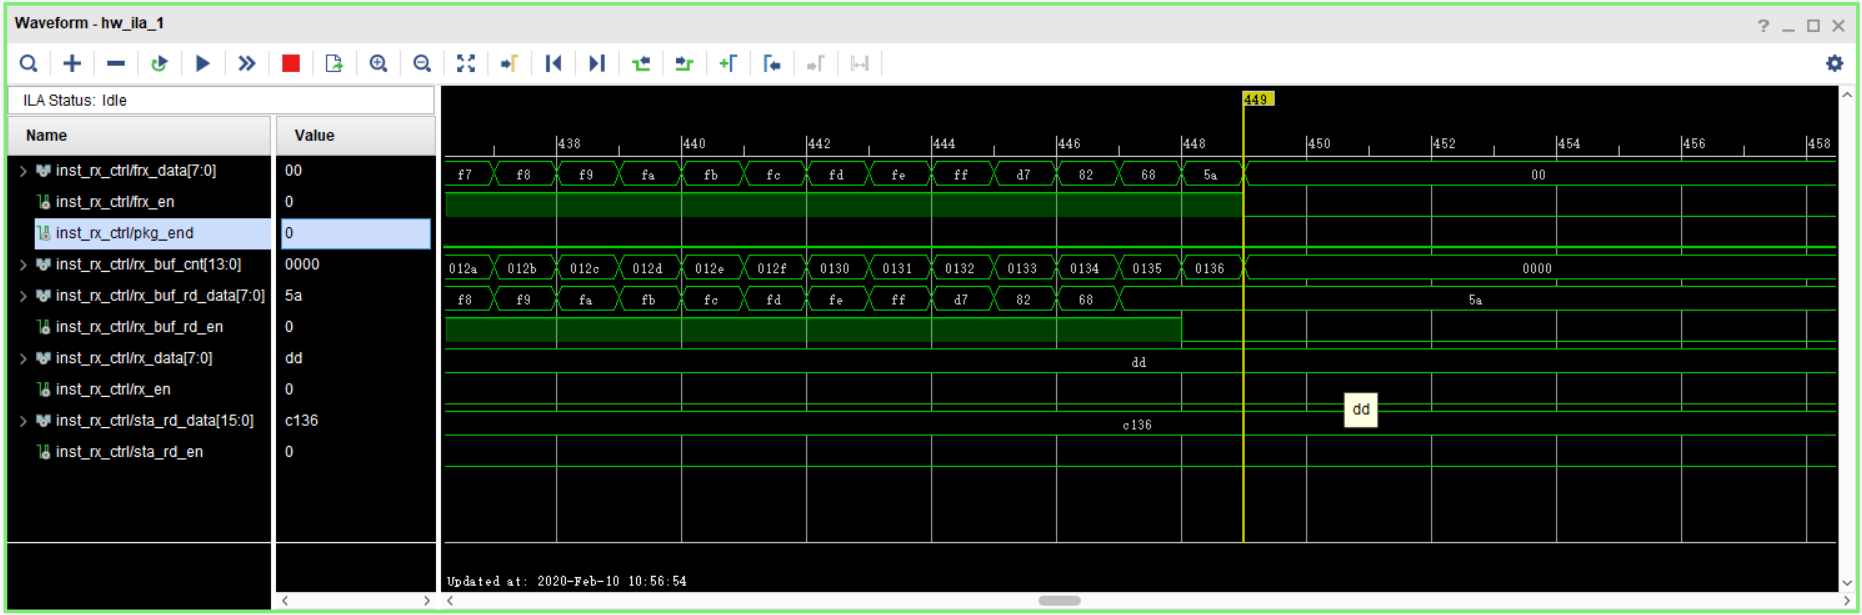 Waveform - hw_ila_1
ILA Status: Idle
Name Value
449
438 440 442 444 446 448 450 452 454 456 458
inst_rx_ctrl/frx_data[7:0] 00 f7 f8 f9 fa fb fc fd fe ff d7 82 68 5a 00
inst_rx_ctrl/frx_en 0
inst_rx_ctrl/pkg_end 0
inst_rx_ctrl/rx_buf_cnt[13:0] 0000 012a 012b 012c 012d 012e 012f 0130 0131 0132 0133 0134 0135 0136 0000
inst_rx_ctrl/rx_buf_rd_data[7:0] 5a f8 f9 fa fb fc fd fe ff d7 82 68 5a
inst_rx_ctrl/rx_buf_rd_en 0
inst_rx_ctrl/rx_data[7:0] dd dd
inst_rx_ctrl/rx_en 0
dd
inst_rx_ctrl/sta_rd_data[15:0] c136 c136
inst_rx_ctrl/sta_rd_en 0
Updated at: 2020-Feb-10 10:56:54